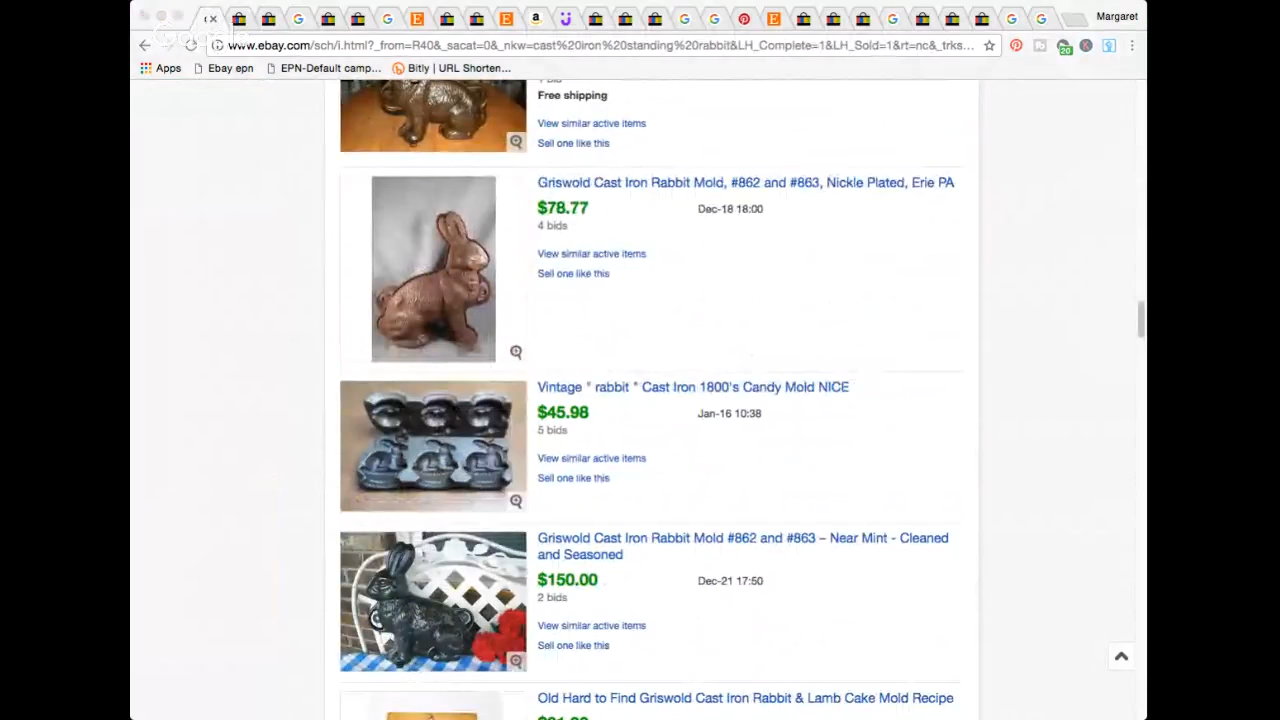 Margaret
www.ebay.com/sch/i.html?_from=R40&_sacat=0&_nkw=cast%20iron%20standing%20rabbit&LH_Complete=1&LH_Sold=1&rt=nc&_trks...
20
Apps Ebay epn EPN-Default camp... Bitly | URL Shorten...
Free shipping
View similar active items
Sell one like this
Griswold Cast Iron Rabbit Mold, #862 and #863, Nickle Plated, Erie PA
$78.77 Dec-18 18:00
4 bids
View similar active items
Sell one like this
Vintage " rabbit " Cast Iron 1800's Candy Mold NICE
$45.98 Jan-16 10:38
5 bids
View similar active items
Sell one like this
Griswold Cast Iron Rabbit Mold #862 and #863 – Near Mint - Cleaned
and Seasoned
$150.00 Dec-21 17:50
2 bids
View similar active items
Sell one like this
Old Hard to Find Griswold Cast Iron Rabbit & Lamb Cake Mold Recipe